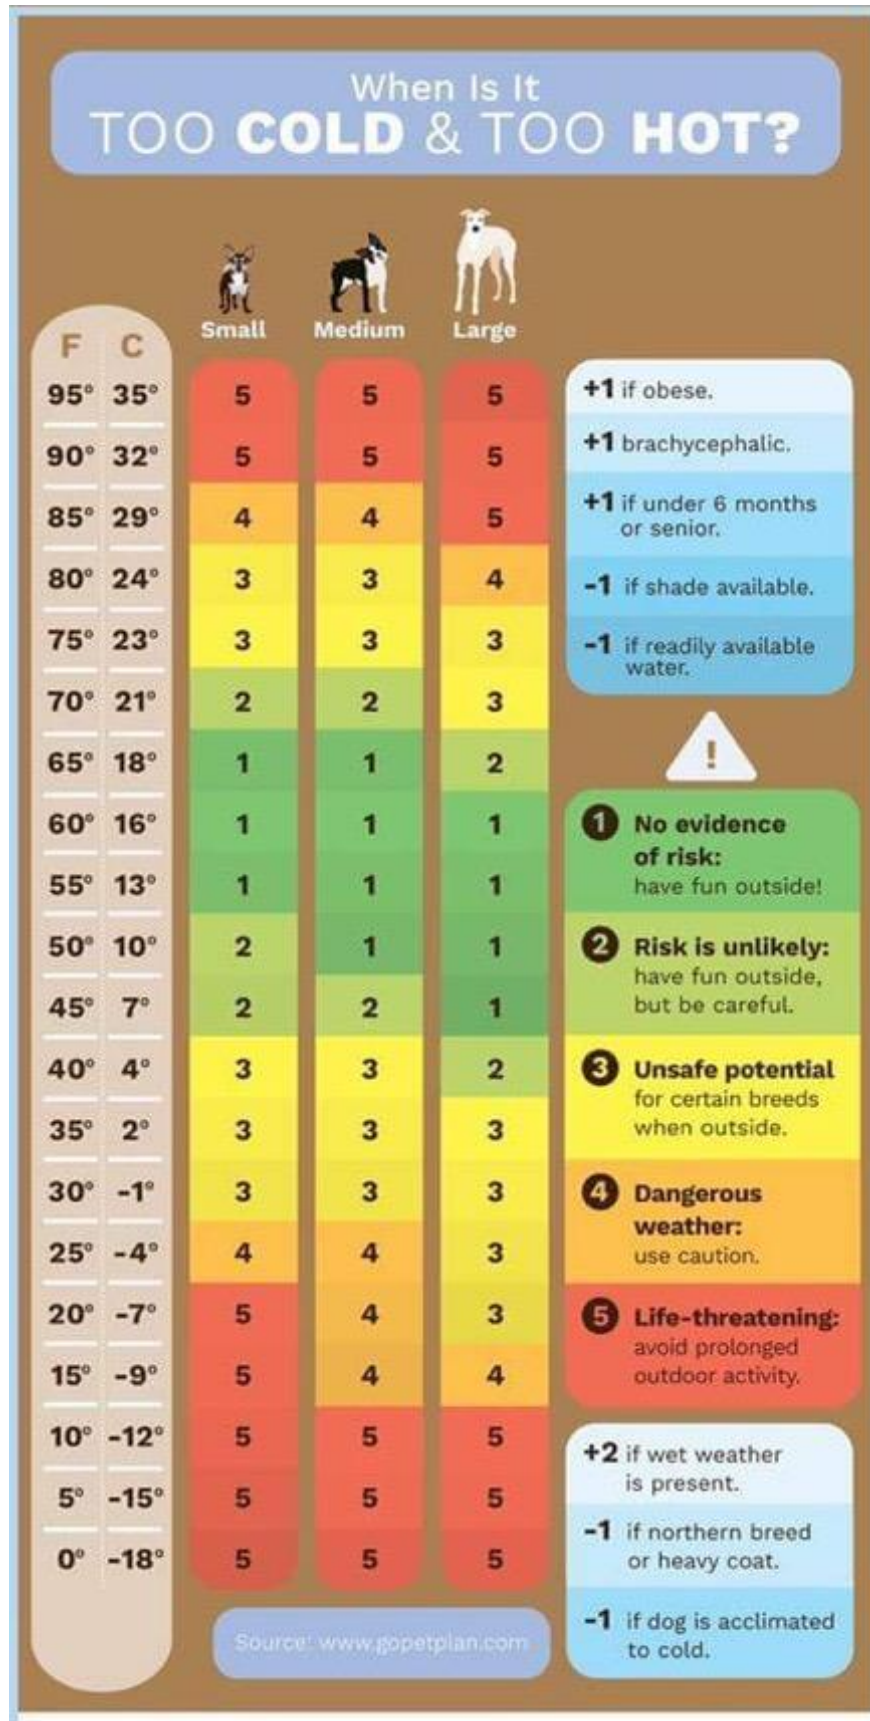 When Is It
TOO COLD & TOO HOT?
Small Medium Large
F C
95° 35° 5 5 5
90° 32° 5 5 5
85° 29° 4 4 5
80° 24° 3 3 4
75° 23° 3 3 3
70° 21° 2 2 3
65° 18° 1 1 2
60° 16° 1 1 1
55° 13° 1 1 1
50° 10° 2 1 1
45° 7° 2 2 1
40° 4° 3 3 2
35° 2° 3 3 3
30° -1° 3 3 3
25° -4° 4 4 3
20° -7° 5 4 3
15° -9° 5 4 4
10° -12° 5 5 5
5° -15° 5 5 5
0° -18° 5 5 5
+1 if obese.
+1 brachycephalic.
+1 if under 6 months
or senior.
-1 if shade available.
-1 if readily available
water.
!
1 No evidence
of risk:
have fun outside!
2 Risk is unlikely:
have fun outside,
but be careful.
3 Unsafe potential
for certain breeds
when outside.
4 Dangerous
weather:
use caution.
5 Life-threatening:
avoid prolonged
outdoor activity.
+2 if wet weather
is present.
-1 if northern breed
or heavy coat.
-1 if dog is acclimated
to cold.
Source: www.gopetplan.com